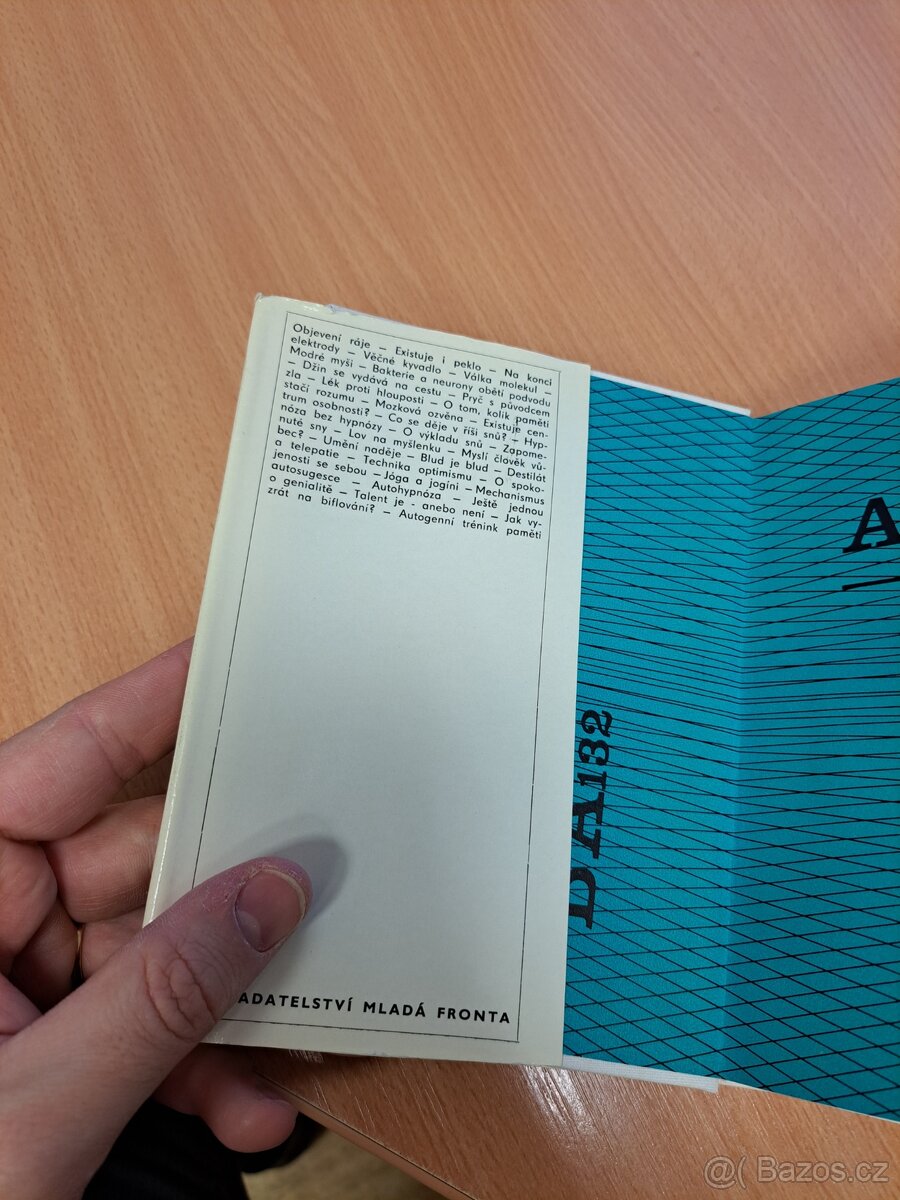 Objevení ráje – Existuje i peklo – Na konci
elektrody – Věčné kyvadlo – Válka molekul –
Modré myši – Bakterie a neurony obětí podvodu
– Džin se vydává na cestu – Pryč s původcem
zla – Lék proti hlouposti – O tom, kolik paměti
stačí rozumu – Mozková ozvěna – Existuje cen-
trum osobnosti? – Co se děje v říši snů? – Hyp-
nóza bez hypnózy – O výkladu snů – Zapome-
nuté sny – Lov na myšlenku – Myslí člověk vů-
bec? – Umění naděje – Blud je blud – Destilát
a telepatie – Technika optimismu – O spoko-
jenosti se sebou – Jóga a jogíni – Mechanismus
autosugesce – Autohypnóza – Ještě jednou
o genialitě – Talent je - anebo není – Jak vy-
zrát na biflování? – Autogenní trénink paměti
ADATELSTVÍ MLADÁ FRONTA
DA132
A
@( Bazos.cz